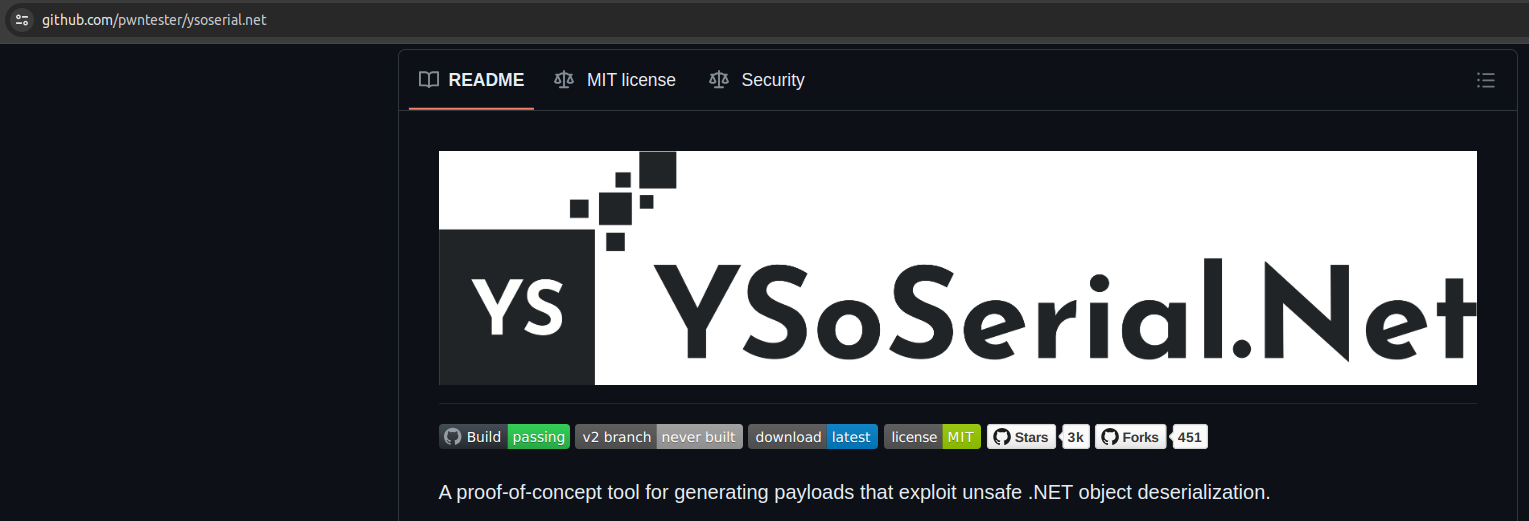 github.com/pwntester/ysoserial.net
README MIT license Security
YS YSoSerial.Net
Build passing v2 branch never built download latest license MIT Stars 3k Forks 451
A proof-of-concept tool for generating payloads that exploit unsafe .NET object deserialization.